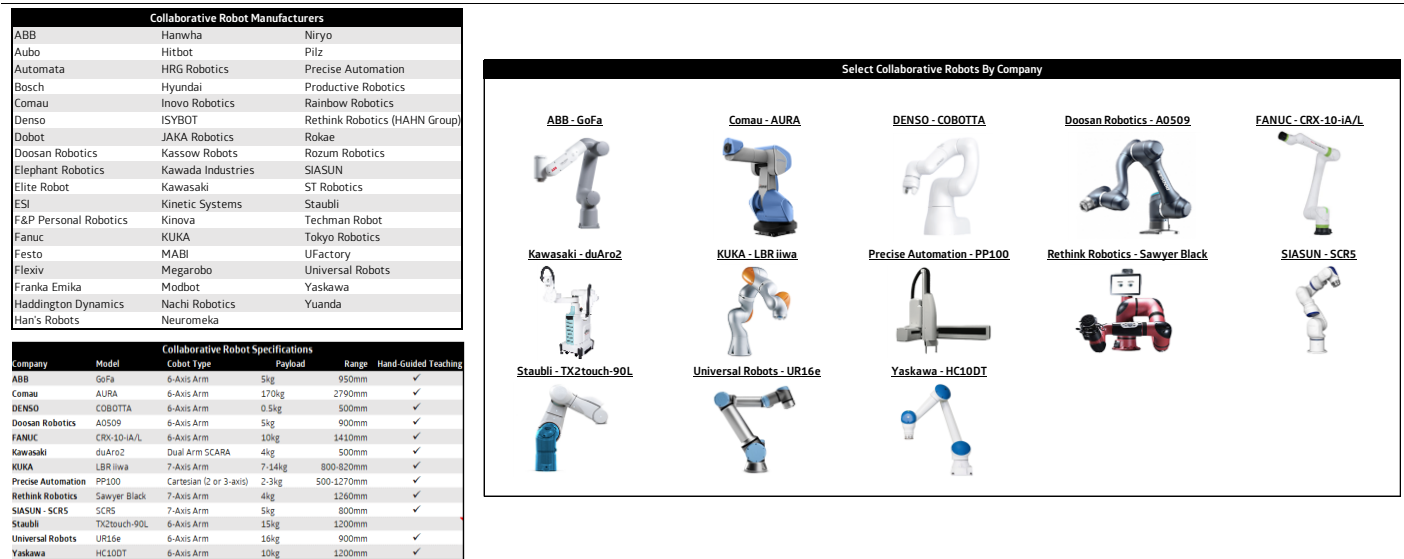 Collaborative Robot Manufacturers
ABB Hanwha Niryo
Aubo Hitbot Pilz
Automata HRG Robotics Precise Automation
Bosch Hyundai Productive Robotics
Comau Inovo Robotics Rainbow Robotics
Denso ISYBOT Rethink Robotics (HAHN Group)
Dobot JAKA Robotics Rokae
Doosan Robotics Kassow Robots Rozum Robotics
Elephant Robotics Kawada Industries SIASUN
Elite Robot Kawasaki ST Robotics
ESI Kinetic Systems Staubli
F&P Personal Robotics Kinova Techman Robot
Fanuc KUKA Tokyo Robotics
Festo MABI UFactory
Flexiv Megarobo Universal Robots
Franka Emika Modbot Yaskawa
Haddington Dynamics Nachi Robotics Yuanda
Han's Robots Neuromeka
Collaborative Robot Specifications
Company Model Cobot Type Payload Range Hand-Guided Teaching
ABB GoFa 6-Axis Arm 5kg 950mm ✓
Comau AURA 6-Axis Arm 170kg 2790mm ✓
DENSO COBOTTA 6-Axis Arm 0.5kg 500mm ✓
Doosan Robotics A0509 6-Axis Arm 5kg 900mm ✓
FANUC CRX-10-iA/L 6-Axis Arm 10kg 1410mm ✓
Kawasaki duAro2 Dual Arm SCARA 4kg 500mm ✓
KUKA LBR iiwa 7-Axis Arm 7-14kg 800-820mm ✓
Precise Automation PP100 Cartesian (2 or 3-axis) 2-3kg 500-1270mm ✓
Rethink Robotics Sawyer Black 7-Axis Arm 4kg 1260mm ✓
SIASUN - SCR5 SCR5 7-Axis Arm 5kg 800mm ✓
Staubli TX2touch-90L 6-Axis Arm 15kg 1200mm
Universal Robots UR16e 6-Axis Arm 16kg 900mm ✓
Yaskawa HC10DT 6-Axis Arm 10kg 1200mm ✓
Select Collaborative Robots By Company
ABB - GoFa Comau - AURA DENSO - COBOTTA Doosan Robotics - A0509 FANUC - CRX-10-iA/L
Kawasaki - duAro2 KUKA - LBR iiwa Precise Automation - PP100 Rethink Robotics - Sawyer Black SIASUN - SCR5
Staubli - TX2touch-90L Universal Robots - UR16e Yaskawa - HC10DT